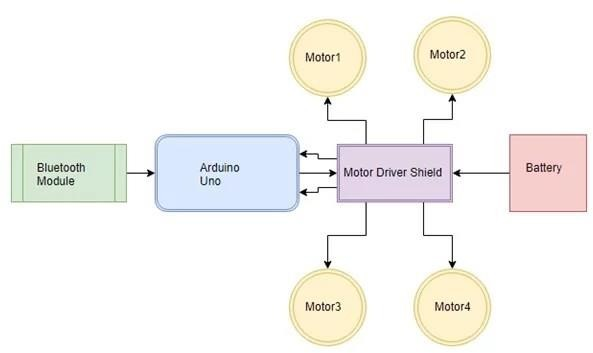 Motor1
Motor2
Bluetooth
Module
Arduino
Uno
Motor Driver Shield
Battery
Motor3
Motor4